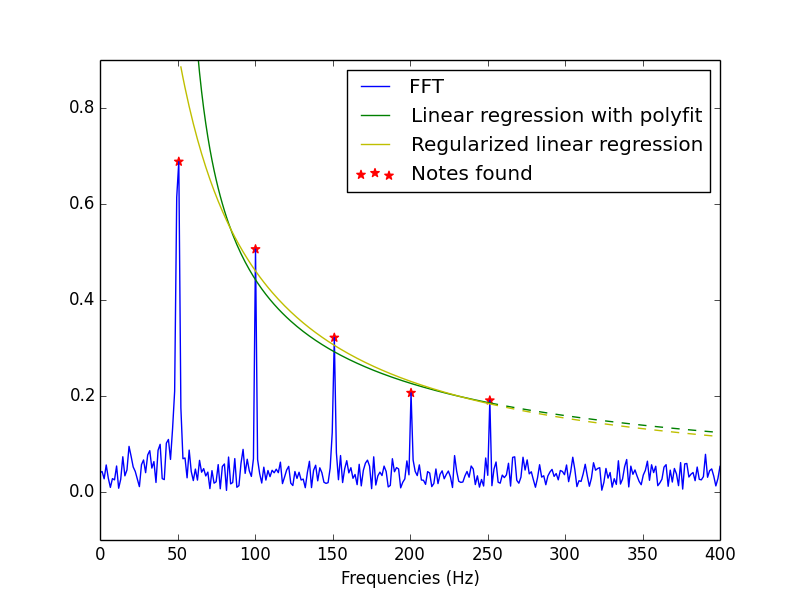 FFT
Linear regression with polyfit
Regularized linear regression
Notes found
0.8
0.6
0.4
0.2
0.0
0 50 100 150 200 250 300 350 400
Frequencies (Hz)